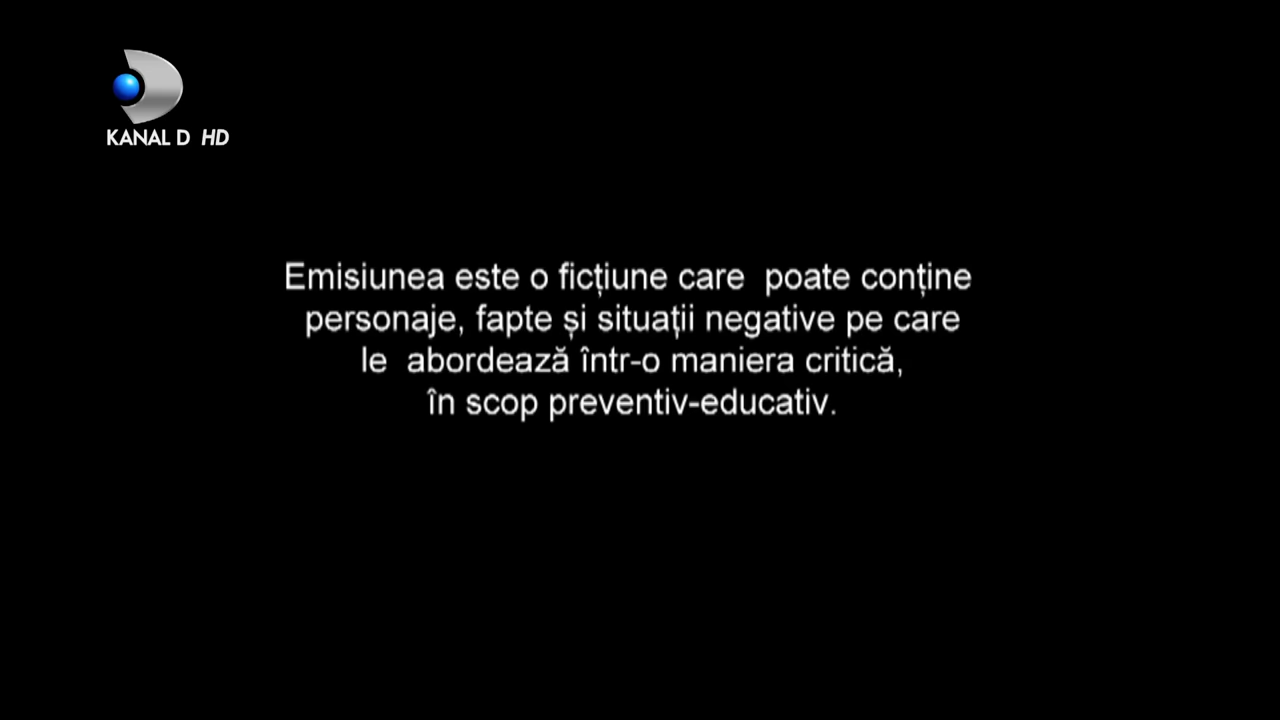 KANAL D HD
Emisiunea este o ficțiune care poate conține
personaje, fapte și situații negative pe care
le abordează într-o maniera critică,
în scop preventiv-educativ.